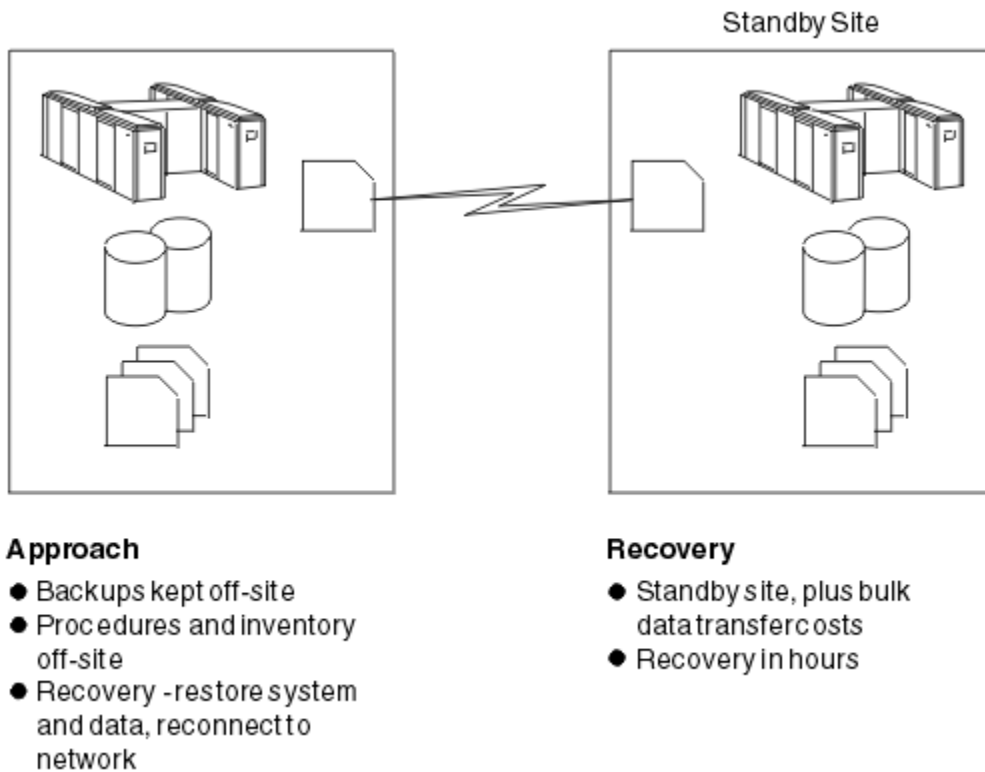 Standby Site
Approach
● Backups kept off-site
● Procedures and inventory
off-site
● Recovery - restore system
and data, reconnect to
network
Recovery
● Standby site, plus bulk
data transfer costs
● Recovery in hours